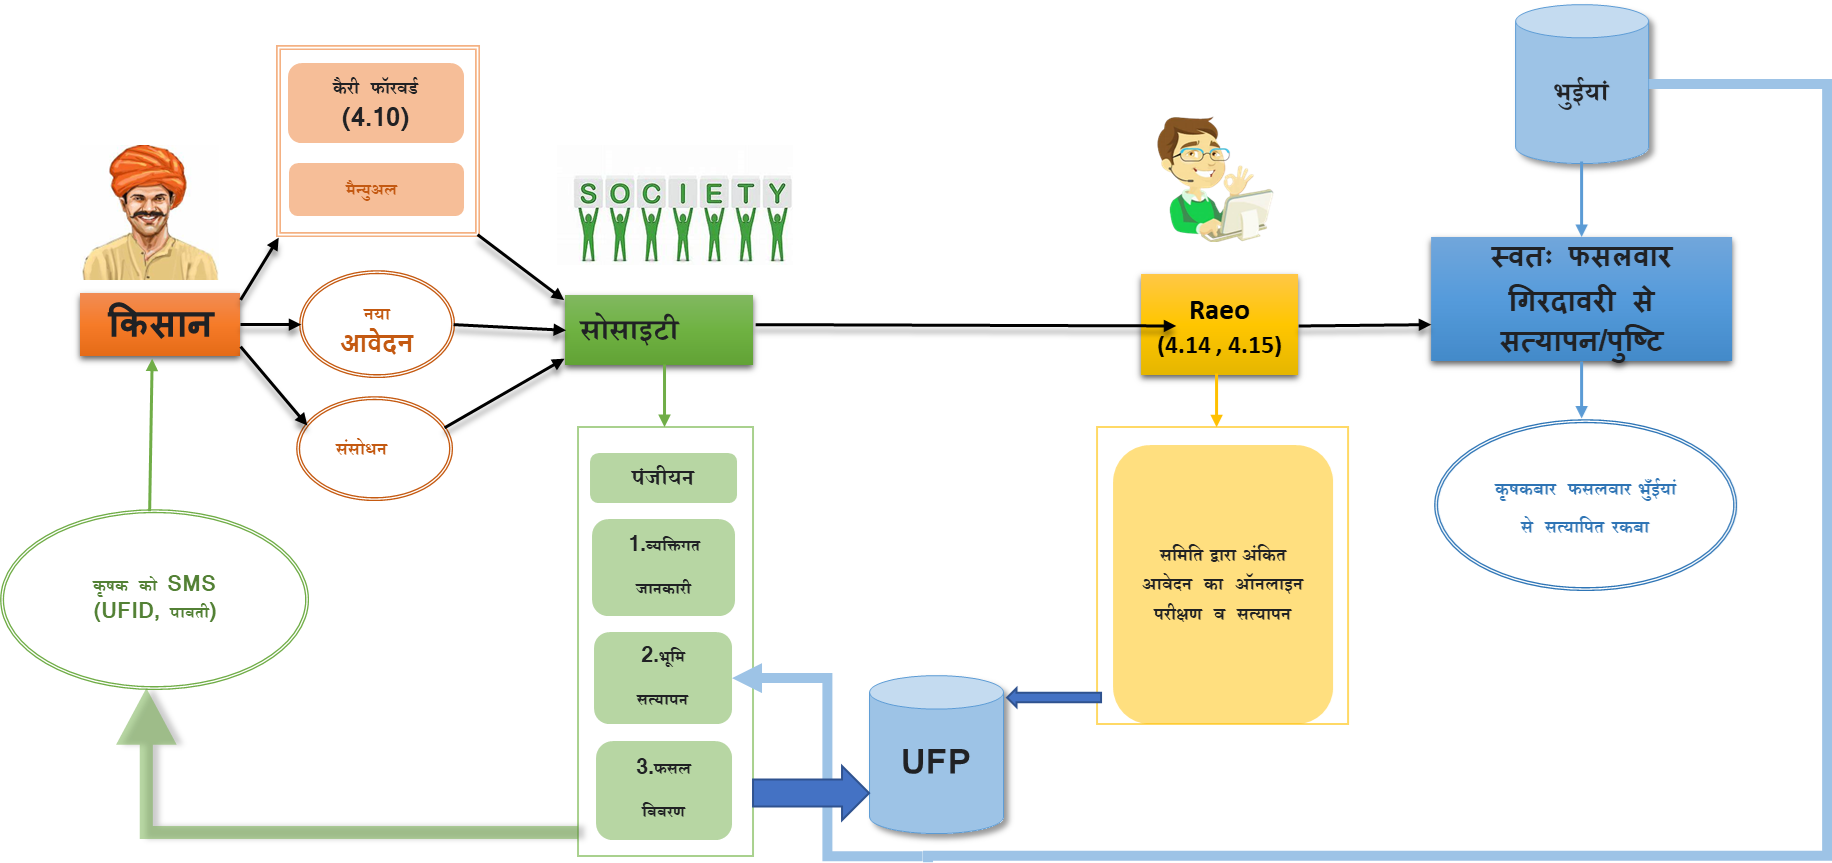 कैरी फॉरवर्ड
(4.10)
मैन्युअल
SOCIETY
भुईयां
किसान
नया
आवेदन
संसोधन
सोसाइटी
Raeo
(4.14 , 4.15)
स्वतः फसलवार
गिरदावरी से
सत्यापन/पुष्टि
पंजीयन
1.व्यक्तिगत
जानकारी
2.भूमि
सत्यापन
3.फसल
विवरण
समिति द्वारा अंकित
आवेदन का ऑनलाइन
परीक्षण व सत्यापन
कृषकबार फसलवार भुँईयां
से सत्यापित रकबा
कृषक को SMS
(UFID, पावती)
UFP